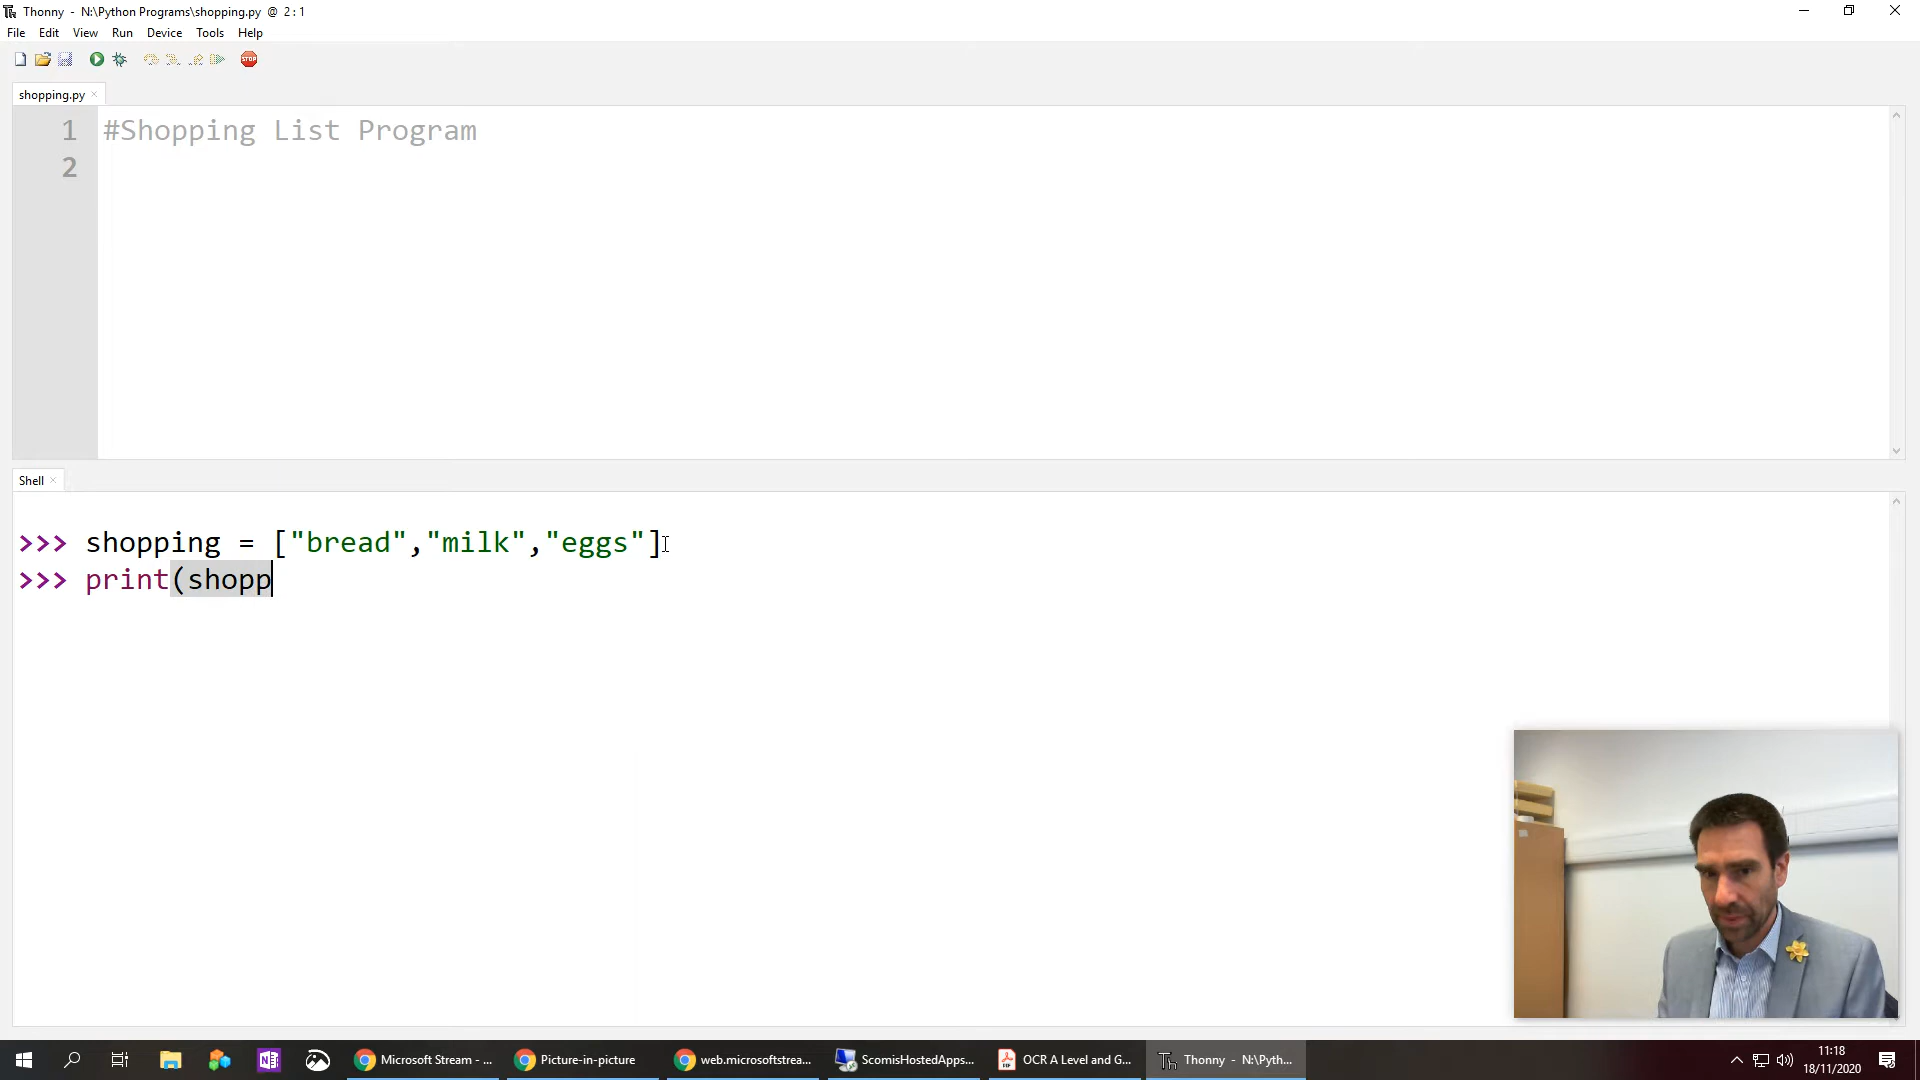 Thonny - N:\Python Programs\shopping.py @ 2:1
File Edit View Run Device Tools Help
STOP
shopping.py ×
1 #Shopping List Program
2
Shell ×
>>> shopping = ["bread","milk","eggs"]
>>> print(shopp
Microsoft Stream - ...
Picture-in-picture
web.microsoftstrea...
ScomisHostedApps...
OCR A Level and G...
Thonny - N:\Pyth...
11:18
18/11/2020